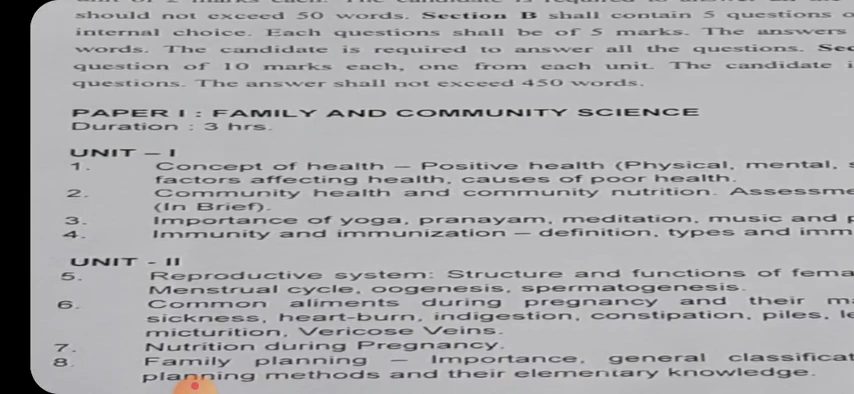 should not exceed 50 words. Section B shall contain 5 questions
internal choice. Each questions shall be of 5 marks. The answers
words. The candidate is required to answer all the questions.
question of 10 marks each, one from each unit. The candidate
questions. The answer shall not exceed 450 words.
PAPER I : FAMILY AND COMMUNITY SCIENCE
Duration : 3 hrs.
UNIT – I
1. Concept of health – Positive health (Physical, mental,
factors affecting health, causes of poor health.
2. Community health and community nutrition. Assessme
(In Brief).
3. Importance of yoga, pranayam, meditation, music and
4. Immunity and immunization – definition, types and imm
UNIT - II
5. Reproductive system: Structure and functions of fema
Menstrual cycle, oogenesis, spermatogenesis.
6. Common aliments during pregnancy and their
sickness, heart-burn, indigestion, constipation, piles,
micturition, Vericose Veins.
7. Nutrition during Pregnancy.
8. Family planning – Importance, general classificat
planning methods and their elementary knowledge.